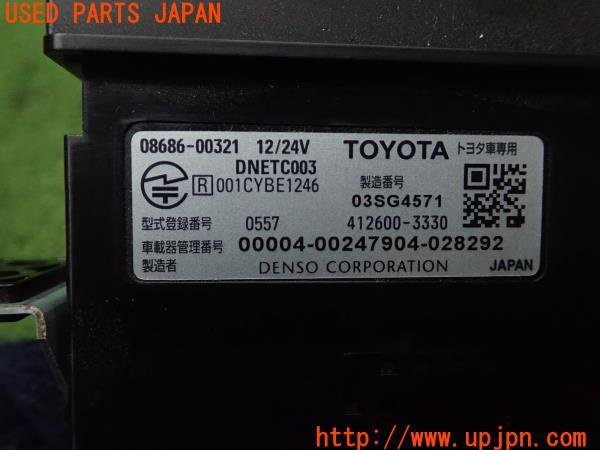 USED PARTS JAPAN
08686-00321 12/24V TOYOTA トヨタ車専用
DNETC003
R 001CYBE1246 製造番号
03SG4571
型式登録番号 0557 412600-3330
車載器管理番号 00004-00247904-028292
製造者 DENSO CORPORATION JAPAN
http://www.upjpn.com